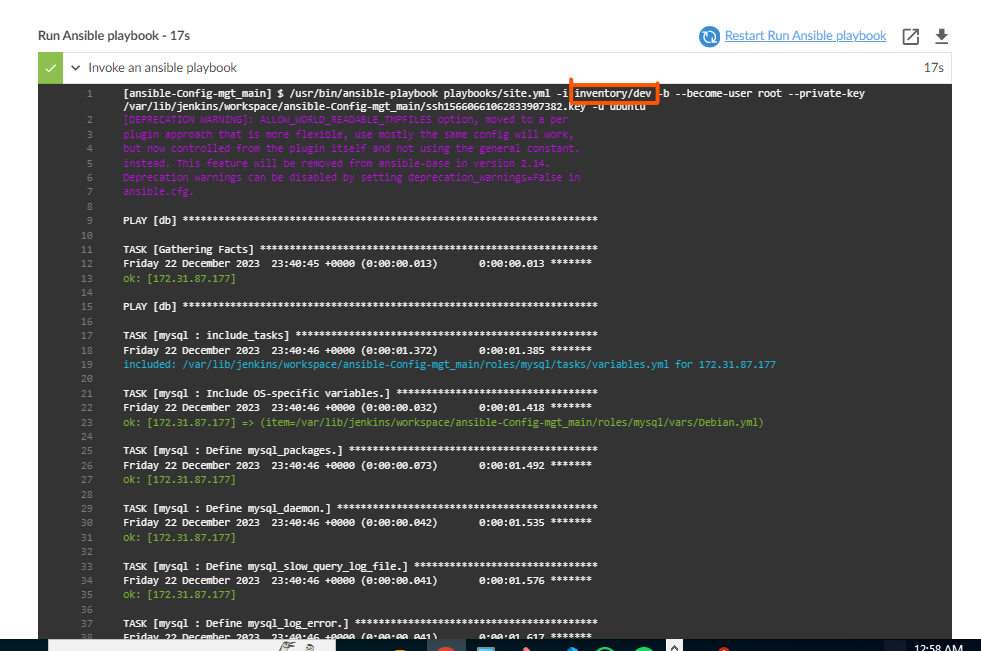 Run Ansible playbook - 17s
Restart Run Ansible playbook
Invoke an ansible playbook
17s
1 [ansible-Config-mgt_main] $ /usr/bin/ansible-playbook playbooks/site.yml -i inventory/dev -b --become-user root --private-key
/var/lib/jenkins/workspace/ansible-Config-mgt_main/ssh15660661062833907382.key -u ubuntu
2 [DEPRECATION WARNING]: ALLOW_WORLD_READABLE_TMPFILES option, moved to a per
3 plugin approach that is more flexible, use mostly the same config will work,
4 but now controlled from the plugin itself and not using the general constant.
5 instead. This feature will be removed from ansible-base in version 2.14.
6 Deprecation warnings can be disabled by setting deprecation_warnings=False in
7 ansible.cfg.
8
9 PLAY [db] **********************************************************************
10
11 TASK [Gathering Facts] *********************************************************
12 Friday 22 December 2023  23:40:45 +0000 (0:00:00.013)       0:00:00.013 *******
13 ok: [172.31.87.177]
14
15 PLAY [db] **********************************************************************
16
17 TASK [mysql : include_tasks] ***************************************************
18 Friday 22 December 2023  23:40:46 +0000 (0:00:01.372)       0:00:01.385 *******
19 included: /var/lib/jenkins/workspace/ansible-Config-mgt_main/roles/mysql/tasks/variables.yml for 172.31.87.177
20
21 TASK [mysql : Include OS-specific variables.] **********************************
22 Friday 22 December 2023  23:40:46 +0000 (0:00:00.032)       0:00:01.418 *******
23 ok: [172.31.87.177] => (item=/var/lib/jenkins/workspace/ansible-Config-mgt_main/roles/mysql/vars/Debian.yml)
24
25 TASK [mysql : Define mysql_packages.] ******************************************
26 Friday 22 December 2023  23:40:46 +0000 (0:00:00.073)       0:00:01.492 *******
27 ok: [172.31.87.177]
28
29 TASK [mysql : Define mysql_daemon.] ********************************************
30 Friday 22 December 2023  23:40:46 +0000 (0:00:00.042)       0:00:01.535 *******
31 ok: [172.31.87.177]
32
33 TASK [mysql : Define mysql_slow_query_log_file.] *******************************
34 Friday 22 December 2023  23:40:46 +0000 (0:00:00.041)       0:00:01.576 *******
35 ok: [172.31.87.177]
36
37 TASK [mysql : Define mysql_log_error.] *****************************************
38 Friday 22 December 2023  23:40:46 +0000 (0:00:00.041)       0:00:01.617 *******
12:58 AM